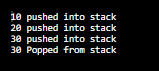 10 pushed into stack
20 pushed into stack
30 pushed into stack
30 Popped from stack